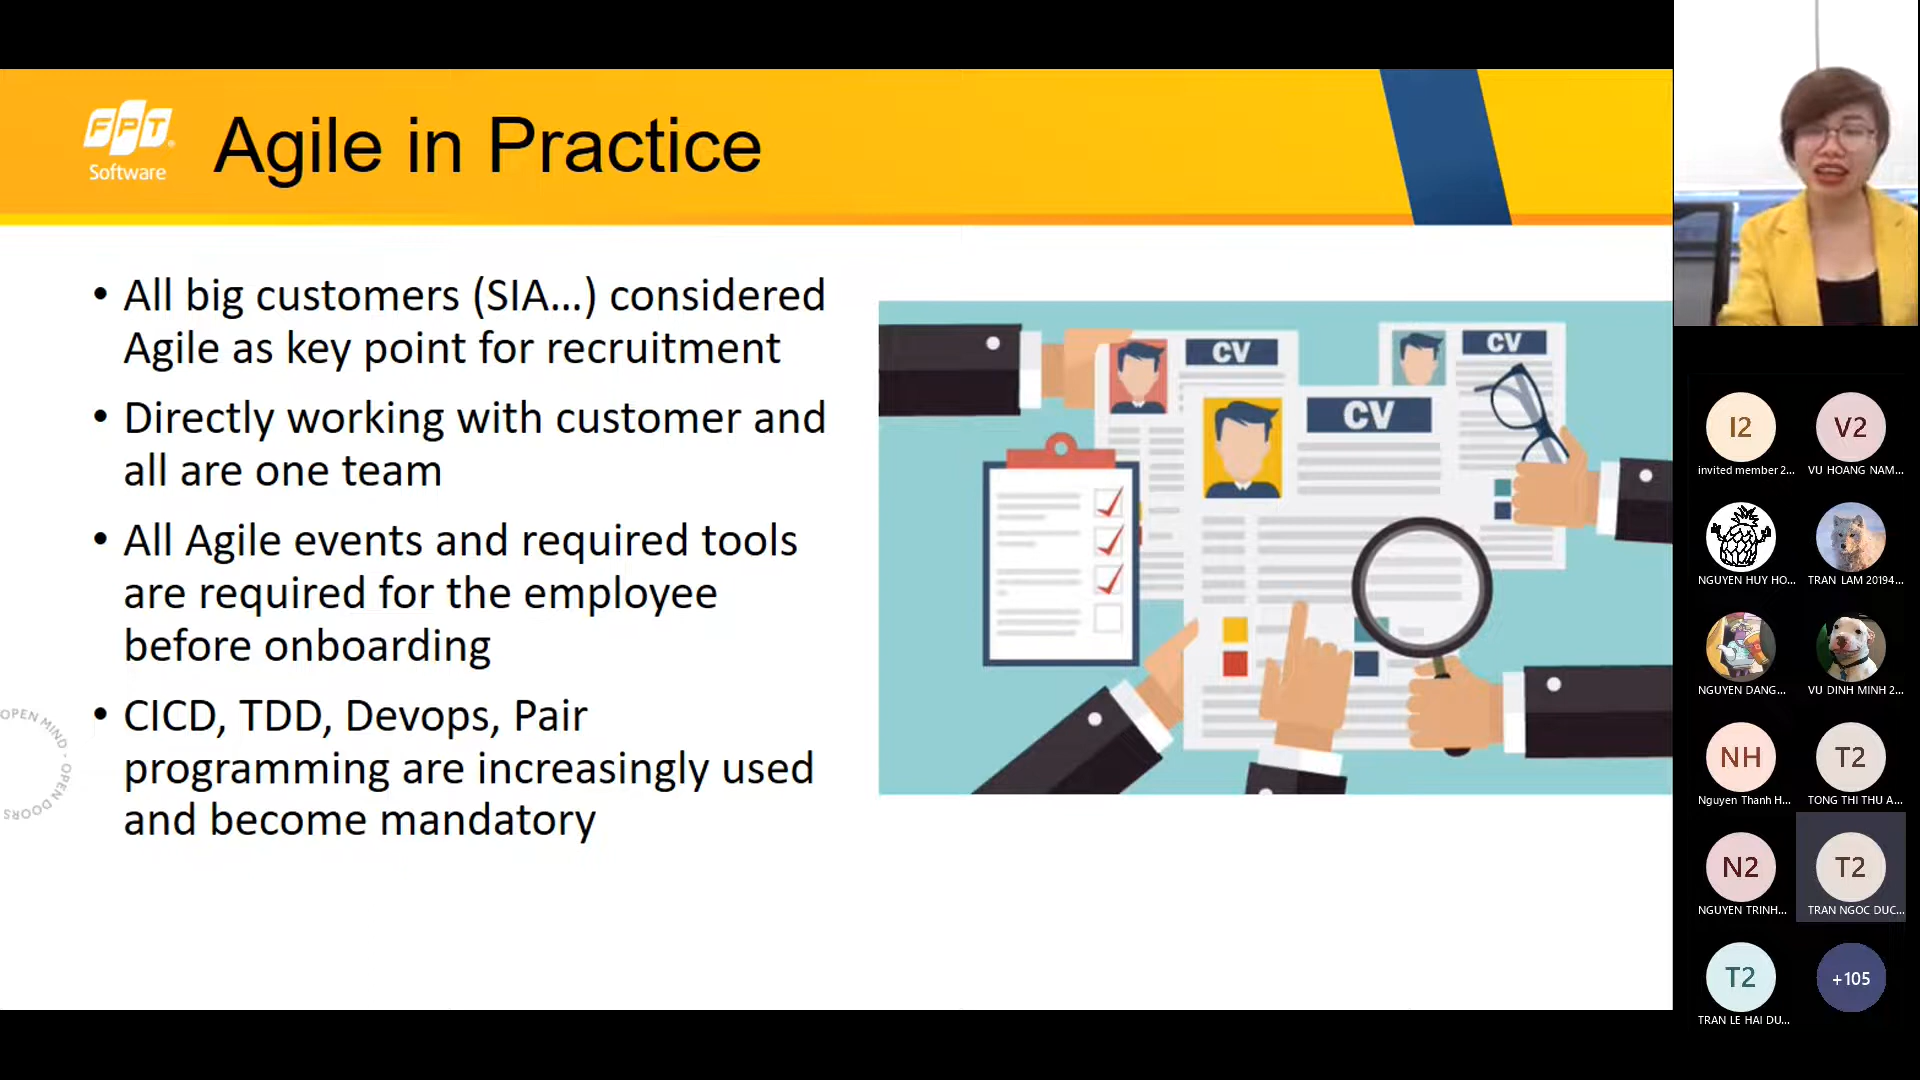 FPT
Software
Agile in Practice
• All big customers (SIA...) considered
Agile as key point for recruitment
• Directly working with customer and
all are one team
• All Agile events and required tools
are required for the employee
before onboarding
• CICD, TDD, Devops, Pair
programming are increasingly used
and become mandatory
OPEN MIND - OPEN DOORS
CV
CV
CV
I2
invited member 2...
V2
VU HOANG NAM...
NGUYEN HUY HO...
TRAN LAM 20194...
NGUYEN DANG...
VU DINH MINH 2...
NH
Nguyen Thanh H...
T2
TONG THI THU A...
N2
NGUYEN TRINH...
T2
TRAN NGOC DUC...
T2
TRAN LE HAI DU...
+105